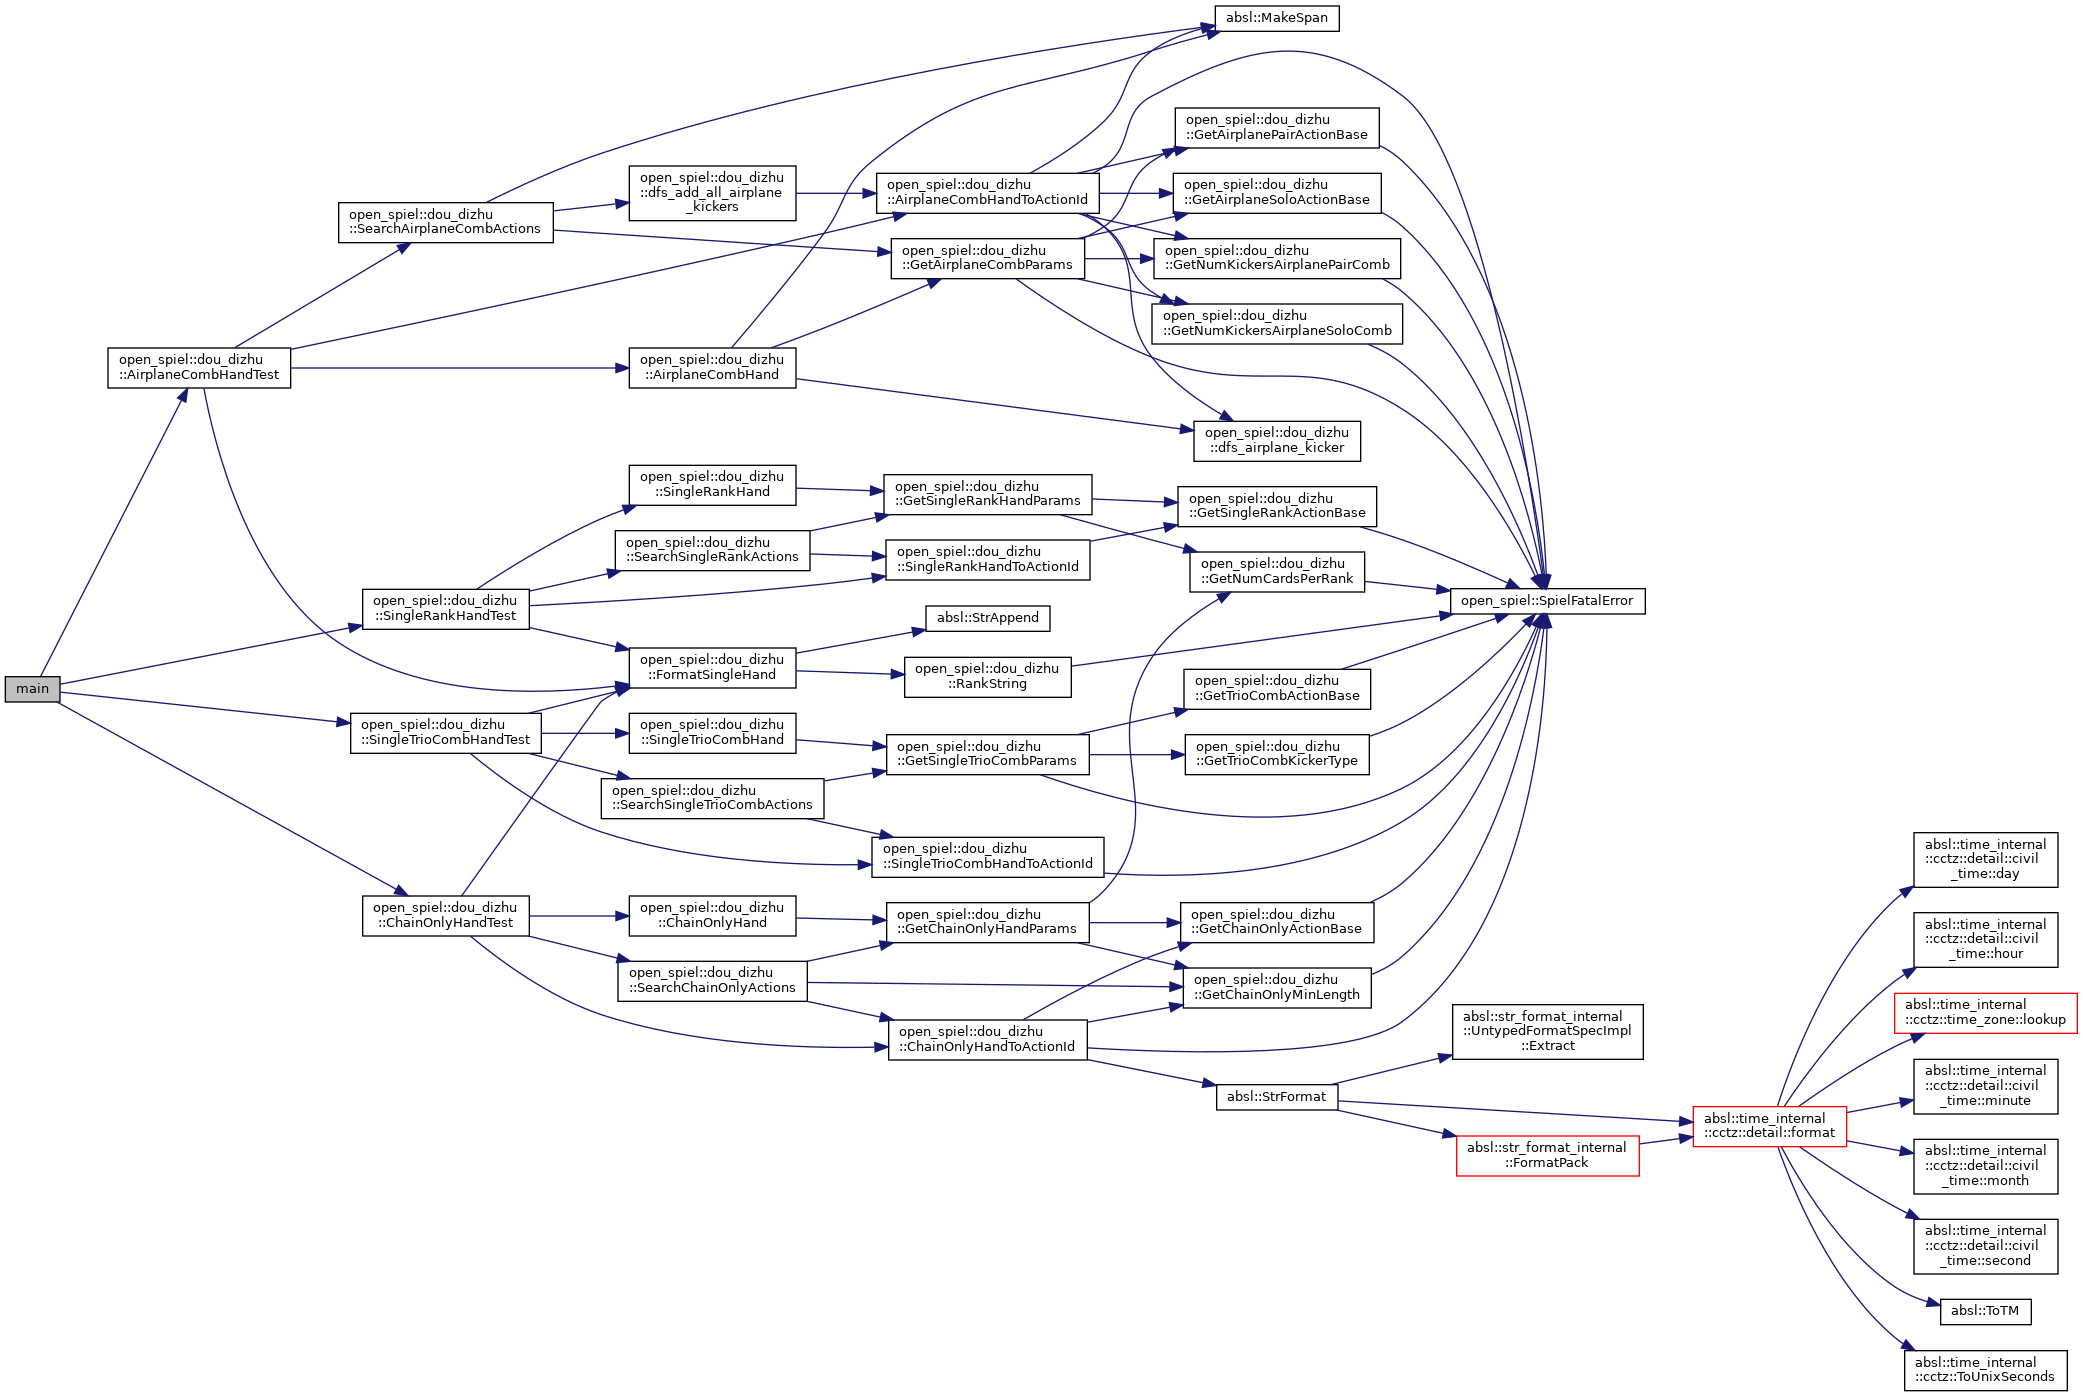 main
open_spiel::dou_dizhu
::AirplaneCombHandTest
open_spiel::dou_dizhu
::SearchAirplaneCombActions
open_spiel::dou_dizhu
::SingleRankHandTest
open_spiel::dou_dizhu
::SingleTrioCombHandTest
open_spiel::dou_dizhu
::ChainOnlyHandTest
open_spiel::dou_dizhu
::dfs_add_all_airplane
_kickers
open_spiel::dou_dizhu
::AirplaneCombHand
open_spiel::dou_dizhu
::SingleRankHand
open_spiel::dou_dizhu
::SearchSingleRankActions
open_spiel::dou_dizhu
::FormatSingleHand
open_spiel::dou_dizhu
::SingleTrioCombHand
open_spiel::dou_dizhu
::SearchSingleTrioCombActions
open_spiel::dou_dizhu
::ChainOnlyHand
open_spiel::dou_dizhu
::SearchChainOnlyActions
open_spiel::dou_dizhu
::AirplaneCombHandToActionId
open_spiel::dou_dizhu
::GetAirplaneCombParams
open_spiel::dou_dizhu
::GetSingleRankHandParams
open_spiel::dou_dizhu
::SingleRankHandToActionId
absl::StrAppend
open_spiel::dou_dizhu
::RankString
open_spiel::dou_dizhu
::GetSingleTrioCombParams
open_spiel::dou_dizhu
::SingleTrioCombHandToActionId
open_spiel::dou_dizhu
::GetChainOnlyHandParams
open_spiel::dou_dizhu
::ChainOnlyHandToActionId
absl::MakeSpan
open_spiel::dou_dizhu
::GetAirplanePairActionBase
open_spiel::dou_dizhu
::GetAirplaneSoloActionBase
open_spiel::dou_dizhu
::GetNumKickersAirplanePairComb
open_spiel::dou_dizhu
::GetNumKickersAirplaneSoloComb
open_spiel::dou_dizhu
::dfs_airplane_kicker
open_spiel::dou_dizhu
::GetSingleRankActionBase
open_spiel::dou_dizhu
::GetNumCardsPerRank
open_spiel::dou_dizhu
::GetTrioCombActionBase
open_spiel::dou_dizhu
::GetTrioCombKickerType
open_spiel::dou_dizhu
::GetChainOnlyActionBase
open_spiel::dou_dizhu
::GetChainOnlyMinLength
absl::StrFormat
open_spiel::SpielFatalError
absl::str_format_internal
::UntypedFormatSpecImpl
::Extract
absl::str_format_internal
::FormatPack
absl::time_internal
::cctz::detail::format
absl::time_internal
::cctz::detail::civil
_time::day
absl::time_internal
::cctz::detail::civil
_time::hour
absl::time_internal
::cctz::time_zone::lookup
absl::time_internal
::cctz::detail::civil
_time::minute
absl::time_internal
::cctz::detail::civil
_time::month
absl::time_internal
::cctz::detail::civil
_time::second
absl::ToTM
absl::time_internal
::cctz::ToUnixSeconds